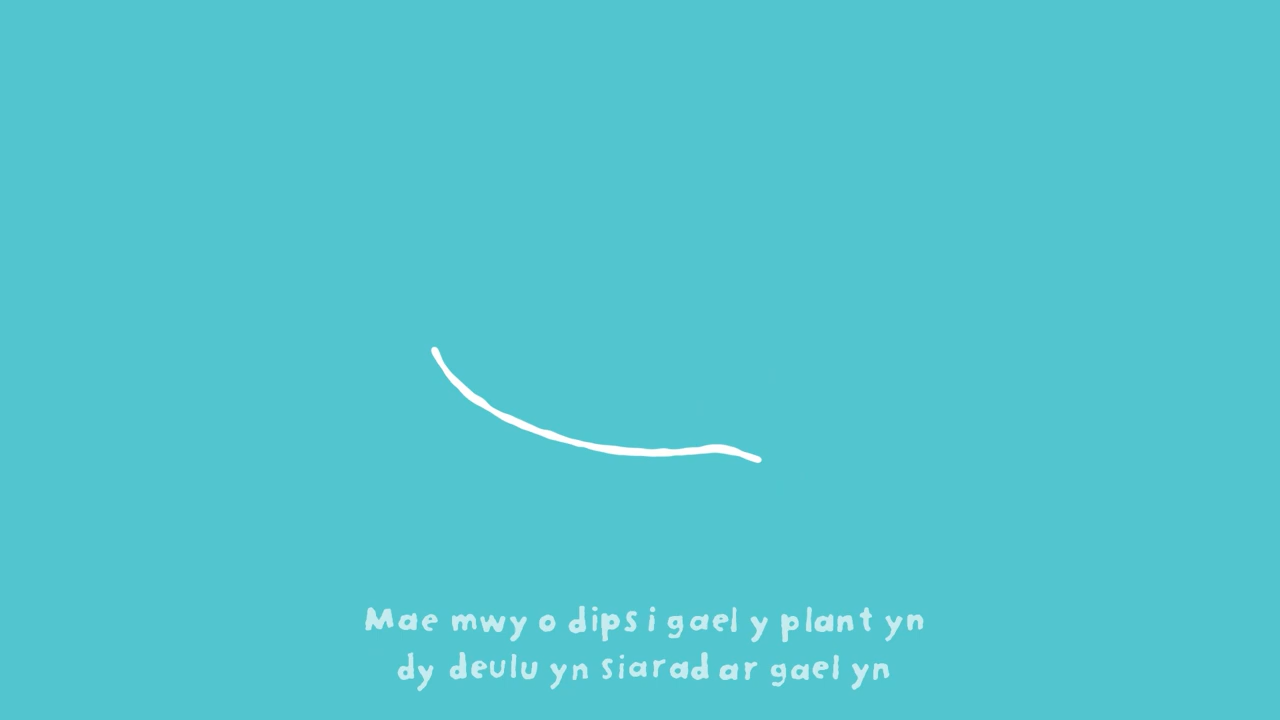 Mae mwy o dips i gael y plant yn
dy deulu yn siarad ar gael yn